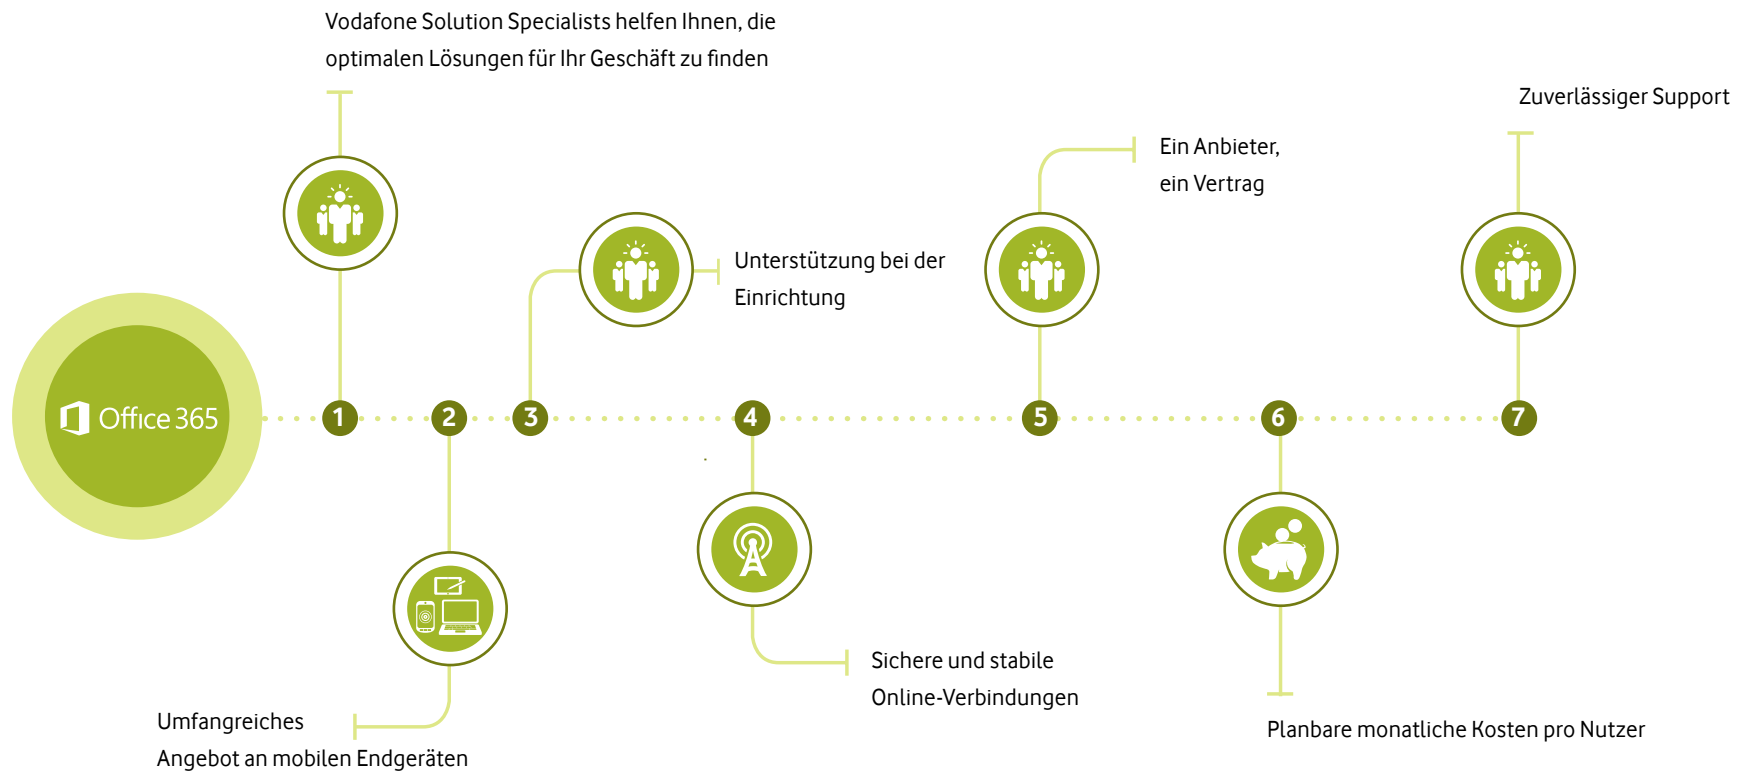 Vodafone Solution Specialists helfen Ihnen, die
optimalen Lösungen für Ihr Geschäft zu finden
Zuverlässiger Support
Ein Anbieter,
ein Vertrag
Unterstützung bei der
Einrichtung
Office 365
1
2
3
4
5
6
7
Sichere und stabile
Online-Verbindungen
Umfangreiches
Angebot an mobilen Endgeräten
Planbare monatliche Kosten pro Nutzer